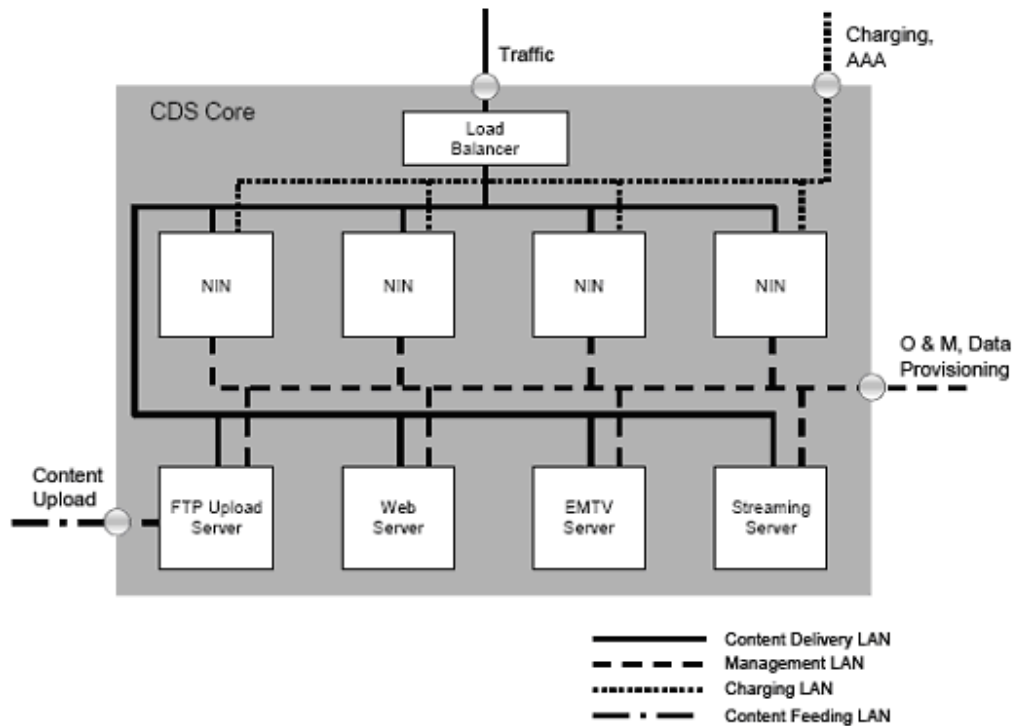 Traffic
Charging,
AAA
CDS Core
Load
Balancer
NIN
NIN
NIN
NIN
O & M, Data
Provisioning
Content
Upload
FTP Upload
Server
Web
Server
EMTV
Server
Streaming
Server
Content Delivery LAN
Management LAN
Charging LAN
Content Feeding LAN